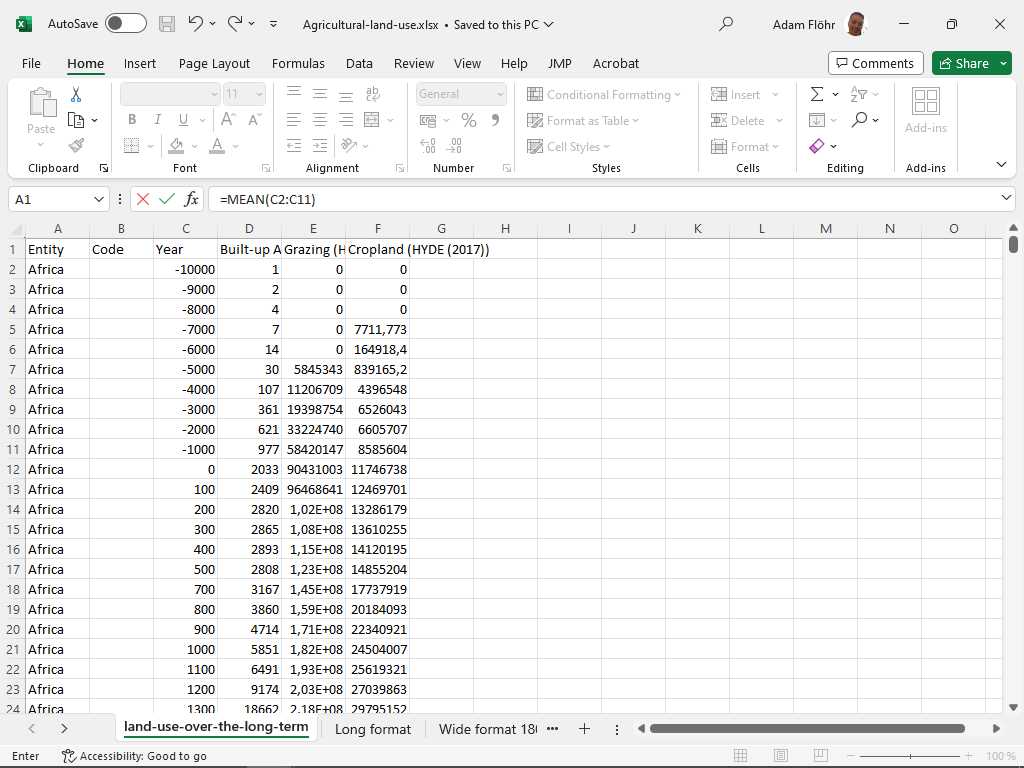 AutoSave Agricultural-land-use.xlsx • Saved to this PC Adam Flöhr
File Home Insert Draw Page Layout Formulas Data Review View Help JMP Acrobat Comments Share
Paste 11 General Conditional Formatting Insert
B I U A A % Format as Table Delete Add-ins
A Cell Styles Format
Clipboard Font Alignment Number Styles Cells Editing Add-ins
A1 fx =MEAN(C2:C11)
A B C D E F G H I J K L M N O
1 Entity Code Year Built-up A Grazing (H Cropland (HYDE (2017))
2 Africa -10000 1 0 0
3 Africa -9000 2 0 0
4 Africa -8000 4 0 0
5 Africa -7000 7 0 7711,773
6 Africa -6000 14 0 164918,4
7 Africa -5000 30 5845343 839165,2
8 Africa -4000 107 11206709 4396548
9 Africa -3000 361 19398754 6526043
10 Africa -2000 621 33224740 6605707
11 Africa -1000 977 58420147 8585604
12 Africa 0 2033 90431003 11746738
13 Africa 100 2409 96468641 12469701
14 Africa 200 2820 1,02E+08 13286179
15 Africa 300 2865 1,08E+08 13610255
16 Africa 400 2893 1,15E+08 14120195
17 Africa 500 2808 1,23E+08 14855204
18 Africa 700 3167 1,45E+08 17737919
19 Africa 800 3860 1,59E+08 20184093
20 Africa 900 4714 1,71E+08 22340921
21 Africa 1000 5851 1,82E+08 24504007
22 Africa 1100 6491 1,93E+08 25619321
23 Africa 1200 9174 2,03E+08 27039863
24 Africa 1300 18662 2,18E+08 29795152
land-use-over-the-long-term Long format Wide format 18
Enter Accessibility: Good to go 100 %